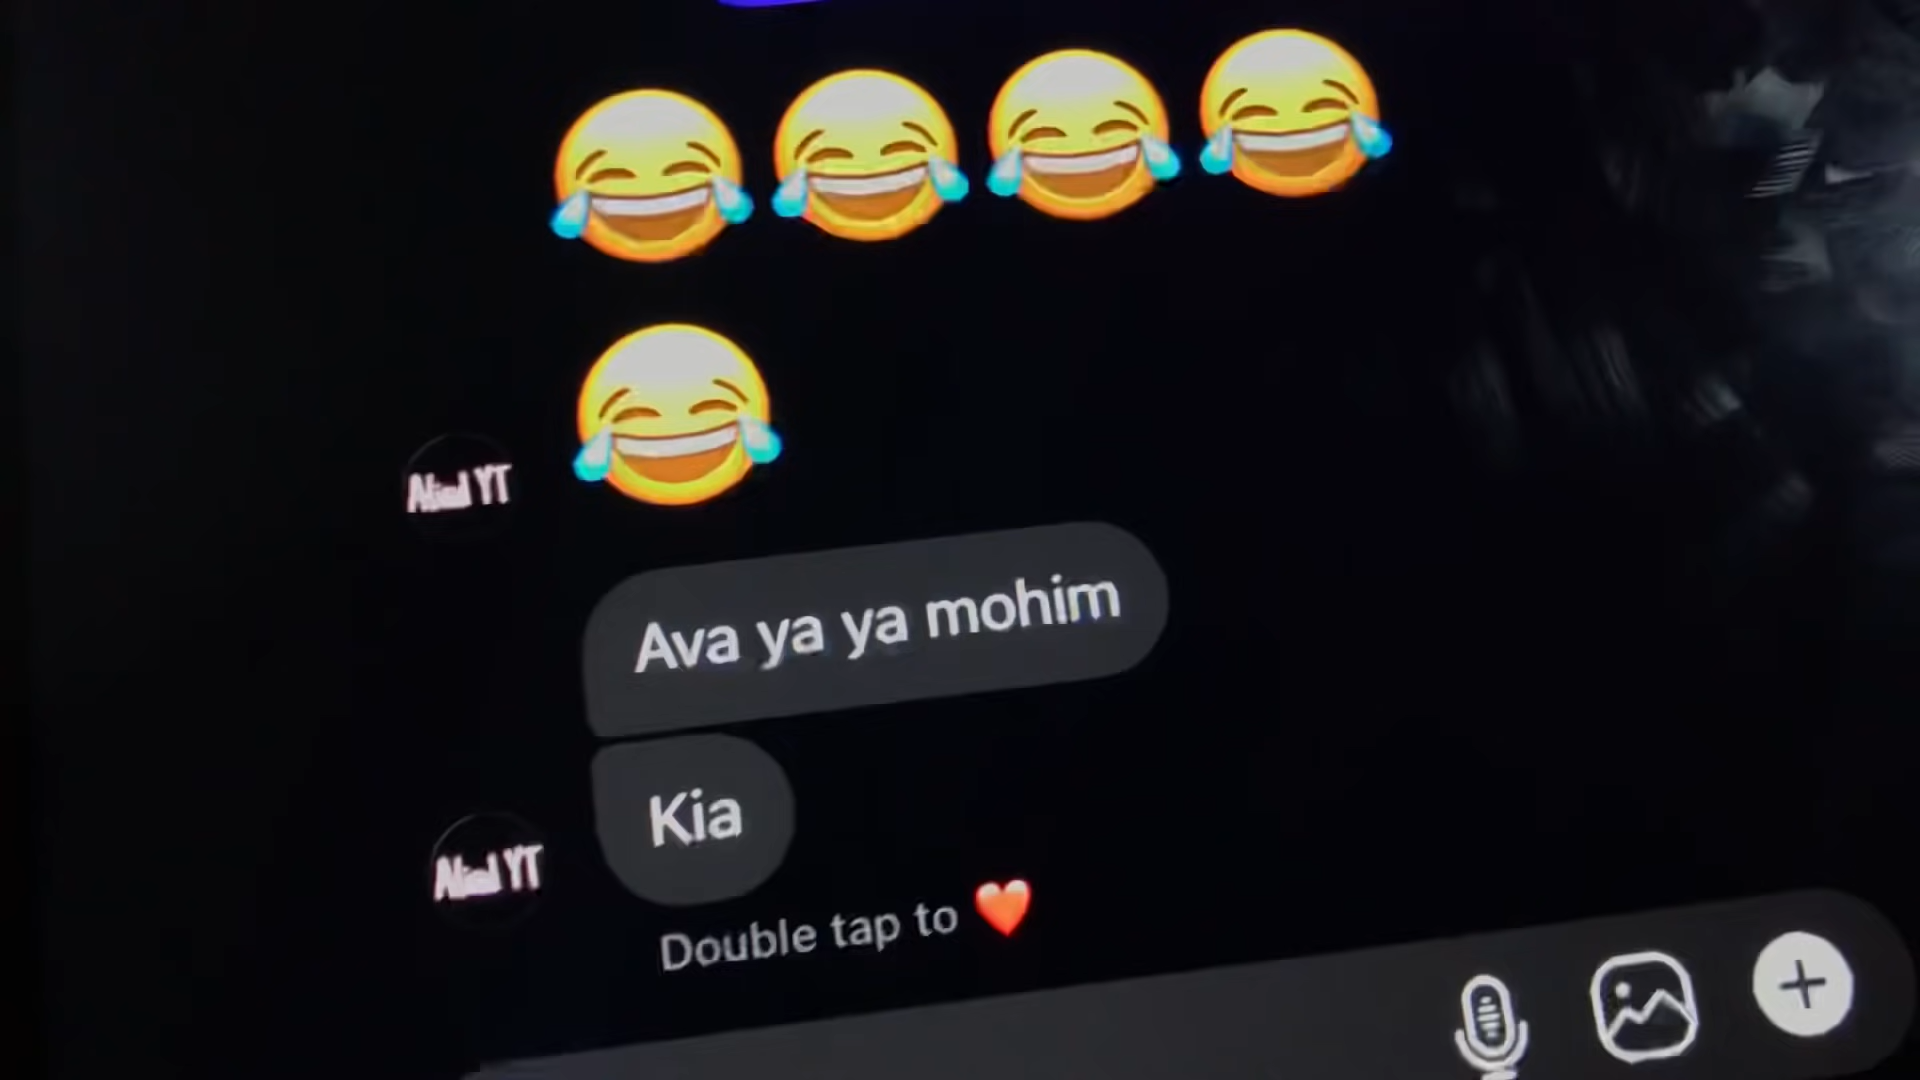 😂😂😂😂
😂
Ava ya ya mohim
Kia
Double tap to ❤️